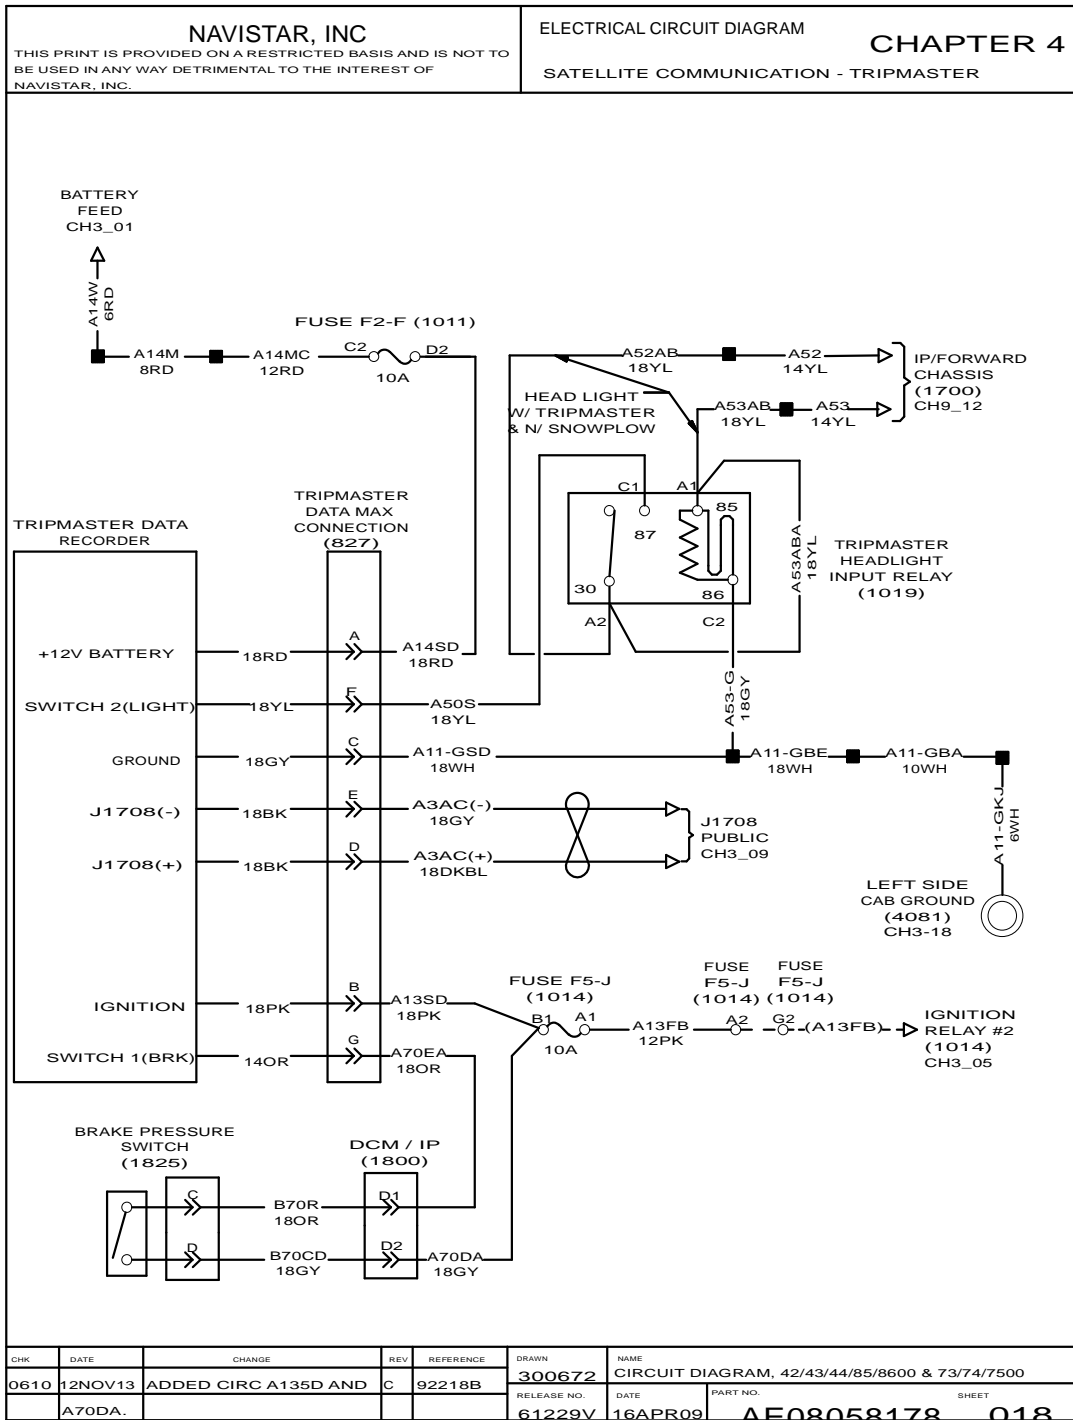 NAVISTAR, INC
THIS PRINT IS PROVIDED ON A RESTRICTED BASIS AND IS NOT TO
BE USED IN ANY WAY DETRIMENTAL TO THE INTEREST OF
NAVISTAR, INC.
ELECTRICAL CIRCUIT DIAGRAM
CHAPTER 4
SATELLITE COMMUNICATION - TRIPMASTER
BATTERY
FEED
CH3_01
A14W
6RD
FUSE F2-F (1011)
A14M
8RD
A14MC
12RD
C2
D2
10A
A52AB
18YL
A52
14YL
IP/FORWARD
CHASSIS
(1700)
CH9_12
HEAD LIGHT
W/ TRIPMASTER
& N/ SNOWPLOW
A53AB
18YL
A53
14YL
C1
A1
85
87
30
86
A2
C2
A53ABA
18YL
TRIPMASTER
HEADLIGHT
INPUT RELAY
(1019)
TRIPMASTER DATA
RECORDER
TRIPMASTER
DATA MAX
CONNECTION
(827)
+12V BATTERY
18RD
A
A14SD
18RD
SWITCH 2(LIGHT)
18YL
F
A50S
18YL
A53-G
18GY
GROUND
18GY
C
A11-GSD
18WH
A11-GBE
18WH
A11-GBA
10WH
J1708(-)
18BK
E
A3AC(-)
18GY
J1708(+)
18BK
D
A3AC(+)
18DKBL
J1708
PUBLIC
CH3_09
A11-GKJ
6WH
LEFT SIDE
CAB GROUND
(4081)
CH3-18
IGNITION
18PK
B
A13SD
18PK
FUSE F5-J
(1014)
B1
A1
10A
A13FB
12PK
FUSE
F5-J
(1014)
A2
FUSE
F5-J
(1014)
G2
(A13FB)
IGNITION
RELAY #2
(1014)
CH3_05
SWITCH 1(BRK)
14OR
G
A70EA
18OR
BRAKE PRESSURE
SWITCH
(1825)
DCM / IP
(1800)
C
B70R
18OR
D1
D
B70CD
18GY
D2
A70DA
18GY
CHK
DATE
CHANGE
REV
REFERENCE
0610
12NOV13
ADDED CIRC A135D AND
C
92218B
A70DA.
DRAWN
300672
NAME
CIRCUIT DIAGRAM, 42/43/44/85/8600 & 73/74/7500
RELEASE NO.
61229V
DATE
16APR09
PART NO.
AE08058178
SHEET
018